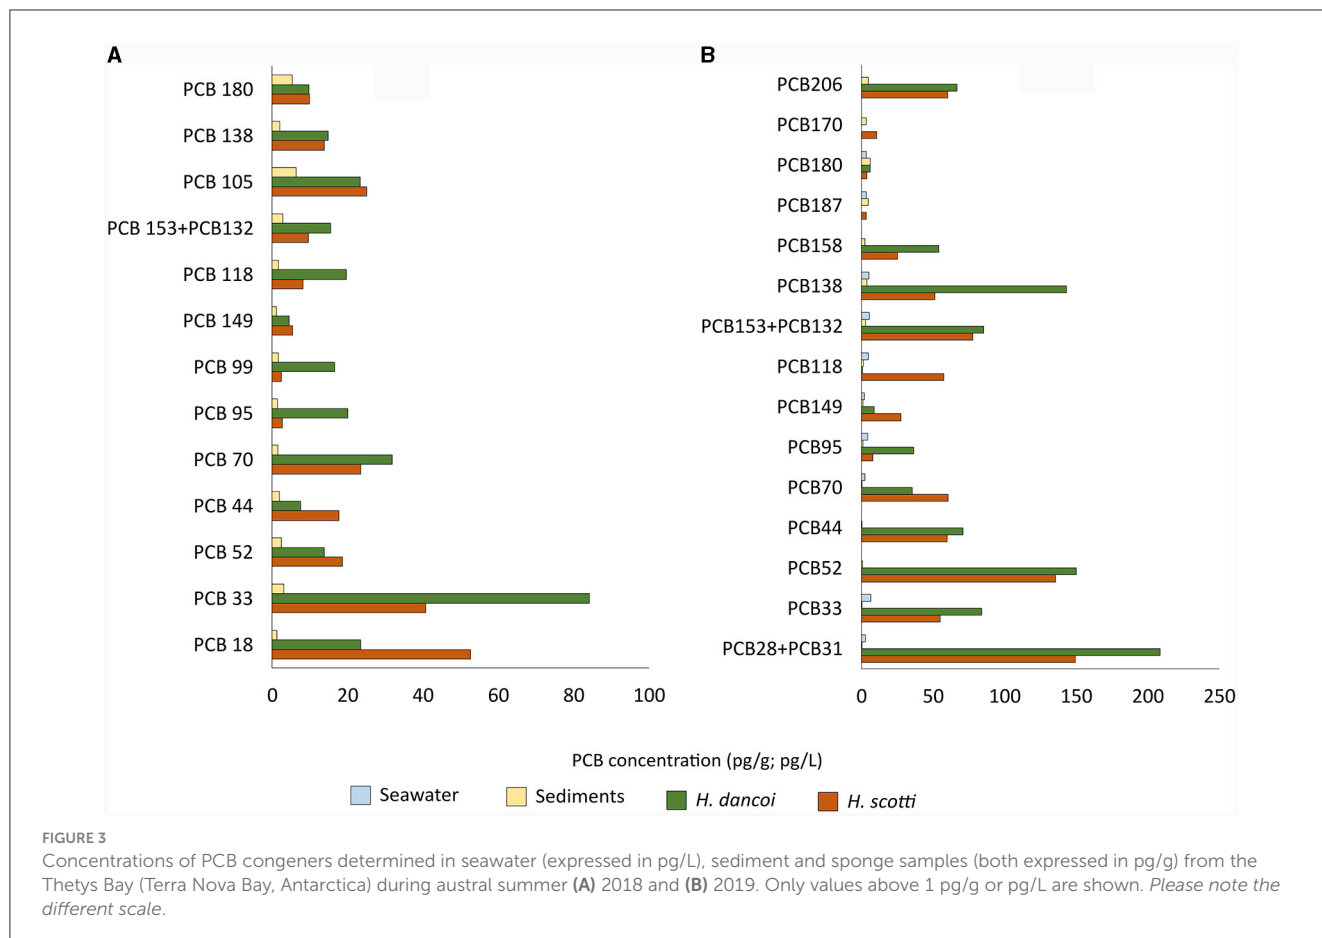 A
PCB 180
PCB 138
PCB 105
PCB 153+PCB132
PCB 118
PCB 149
PCB 99
PCB 95
PCB 70
PCB 44
PCB 52
PCB 33
PCB 18
0 20 40 60 80 100
B
PCB206
PCB170
PCB180
PCB187
PCB158
PCB138
PCB153+PCB132
PCB118
PCB149
PCB95
PCB70
PCB44
PCB52
PCB33
PCB28+PCB31
0 50 100 150 200 250
PCB concentration (pg/g; pg/L)
Seawater Sediments H. dancoi H. scotti
FIGURE 3
Concentrations of PCB congeners determined in seawater (expressed in pg/L), sediment and sponge samples (both expressed in pg/g) from the
Thetys Bay (Terra Nova Bay, Antarctica) during austral summer (A) 2018 and (B) 2019. Only values above 1 pg/g or pg/L are shown. Please note the
different scale.